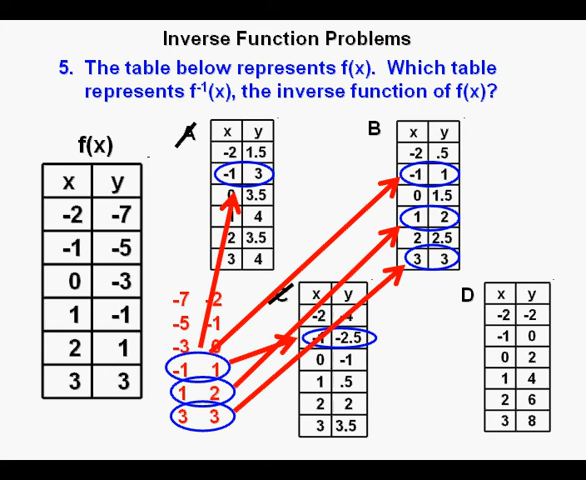 Inverse Function Problems
5. The table below represents f(x). Which table
represents f⁻¹(x), the inverse function of f(x)?
f(x)
x y
-2 -7
-1 -5
0 -3
1 -1
2 1
3 3
A
x y
-2 1.5
-1 3
0 3.5
1 4
2 3.5
3 4
B
x y
-2 .5
-1 1
0 1.5
1 2
2 2.5
3 3
-7 -2
-5 -1
-3 0
-1 1
1 2
3 3
C
x y
-2 -4
-1 -2.5
0 -1
1 .5
2 2
3 3.5
D
x y
-2 -2
-1 0
0 2
1 4
2 6
3 8